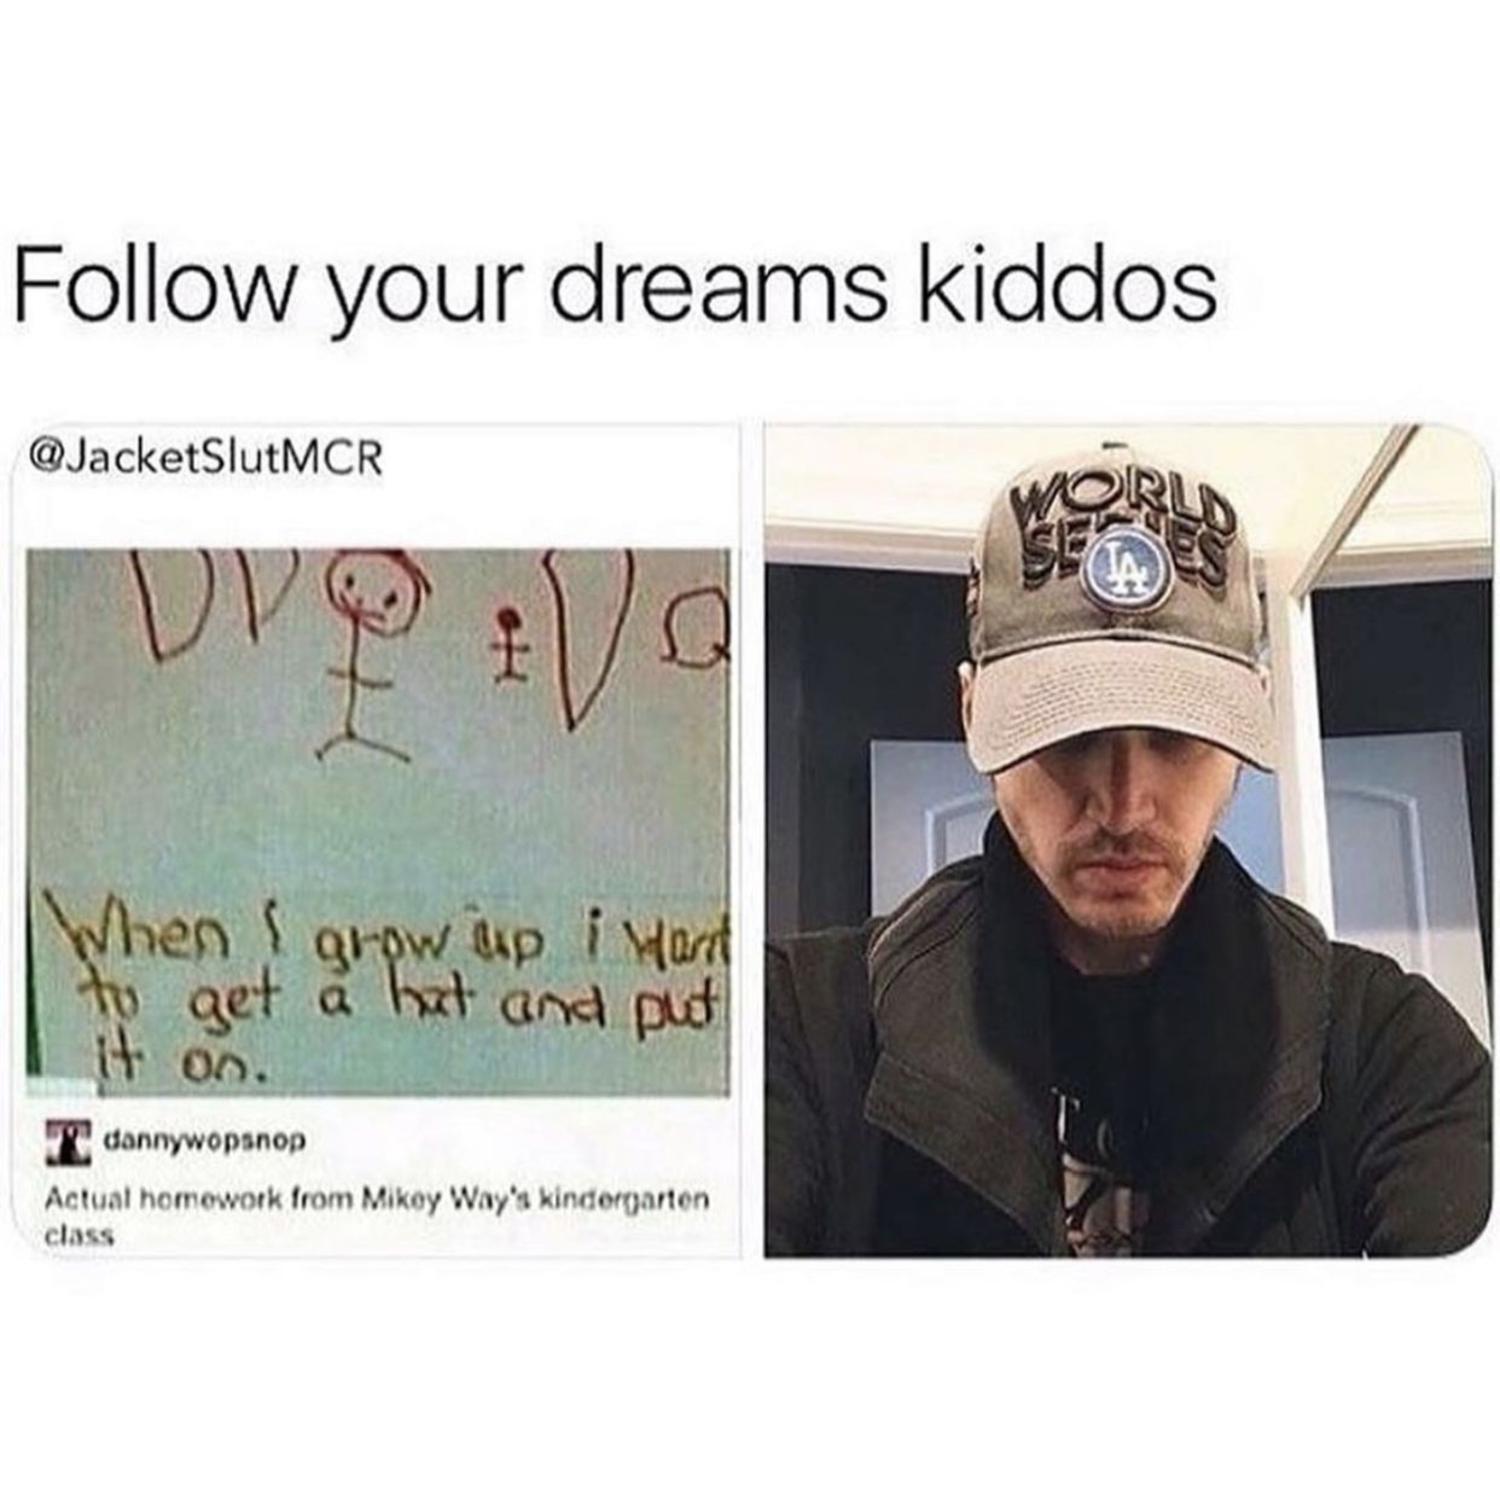 Follow your dreams kiddos
@JacketSlutMCR
When I grow up i want
to get a hat and put
it on.
dannywopsnop
Actual homework from Mikey Way's kindergarten
class
WORLD
SERIES
LA